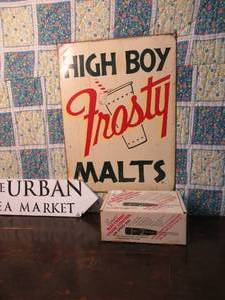 HIGH BOY
Frosty
MALTS
E URBAN
EA MARKET